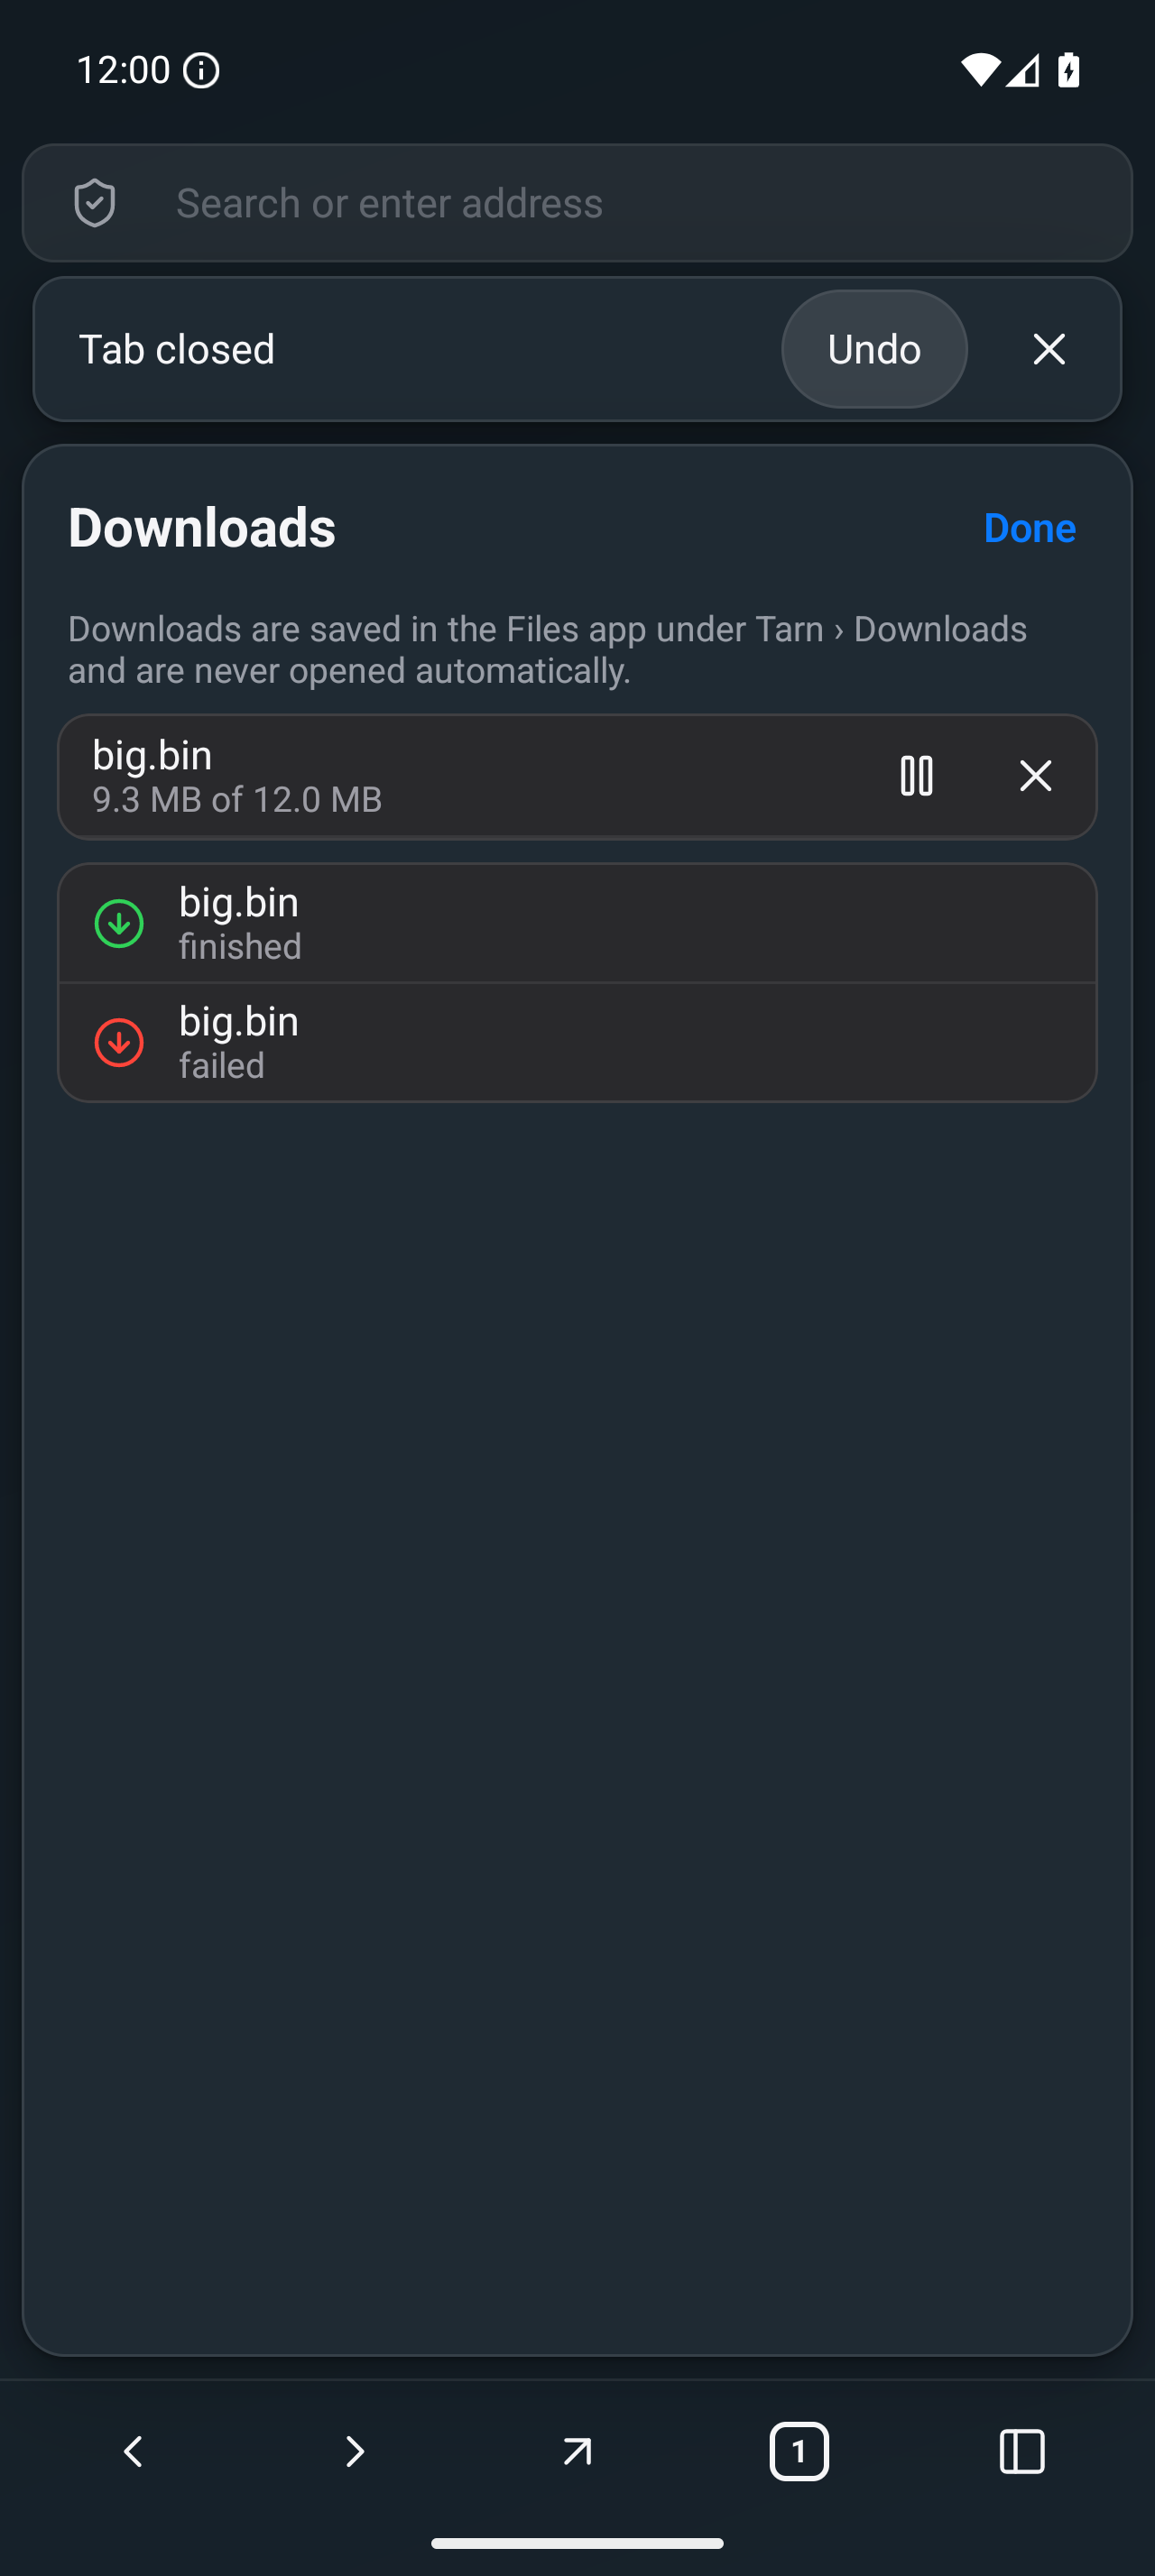 12:00
Search or enter address
Tab closed
Undo
Downloads
Done
Downloads are saved in the Files app under Tarn › Downloads
and are never opened automatically.
big.bin
9.3 MB of 12.0 MB
big.bin
finished
big.bin
failed
1